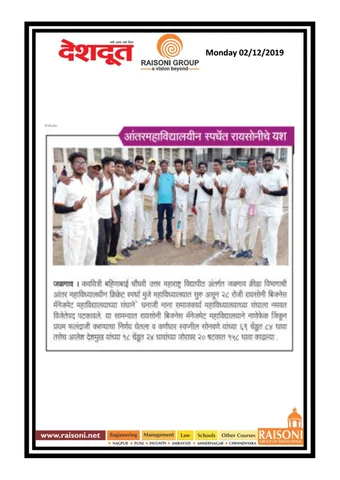 देशदूत
RAISONI GROUP
a vision beyond
Monday 02/12/2019
आंतरमहाविद्यालयीन स्पर्धेत रायसोनीचे यश
जळगाव । कवयित्री बहिणाबाई चौधरी उत्तर महाराष्ट्र विद्यापीठ अंतर्गत जळगाव क्रीडा विभागाची
आंतर महाविद्यालयीन क्रिकेट स्पर्धा मुजे महाविद्यालयात सुरु असून २८ रोजी रायसोनी बिजनेस
मॅनेजमेंट महाविद्यालयाच्या संघाने धनाजी नाना महाविद्यालयाच्या संघाला नमवत
विजेतेपद पटकावले. या सामन्यात रायसोनी बिजनेस मॅनेजमेंट महाविद्यालयाने नाणेफेक जिंकून
प्रथम फलंदाजी करण्याचा निर्णय घेतला व कर्णधार स्वप्नील सोनवणे यांच्या ६९ चेंडूत ८४ धावा
तसेच आलेश देशमुख यांच्या १८ चेंडूत २४ धावांच्या जोरावर २० षटकात १५८ धावा काढल्या .
www.raisoni.net Engineering Management Law Schools Other Courses RAISONI
NAGPUR PUNE JALGAON AMRAVATI AHMEDNAGAR CHHINDWARA